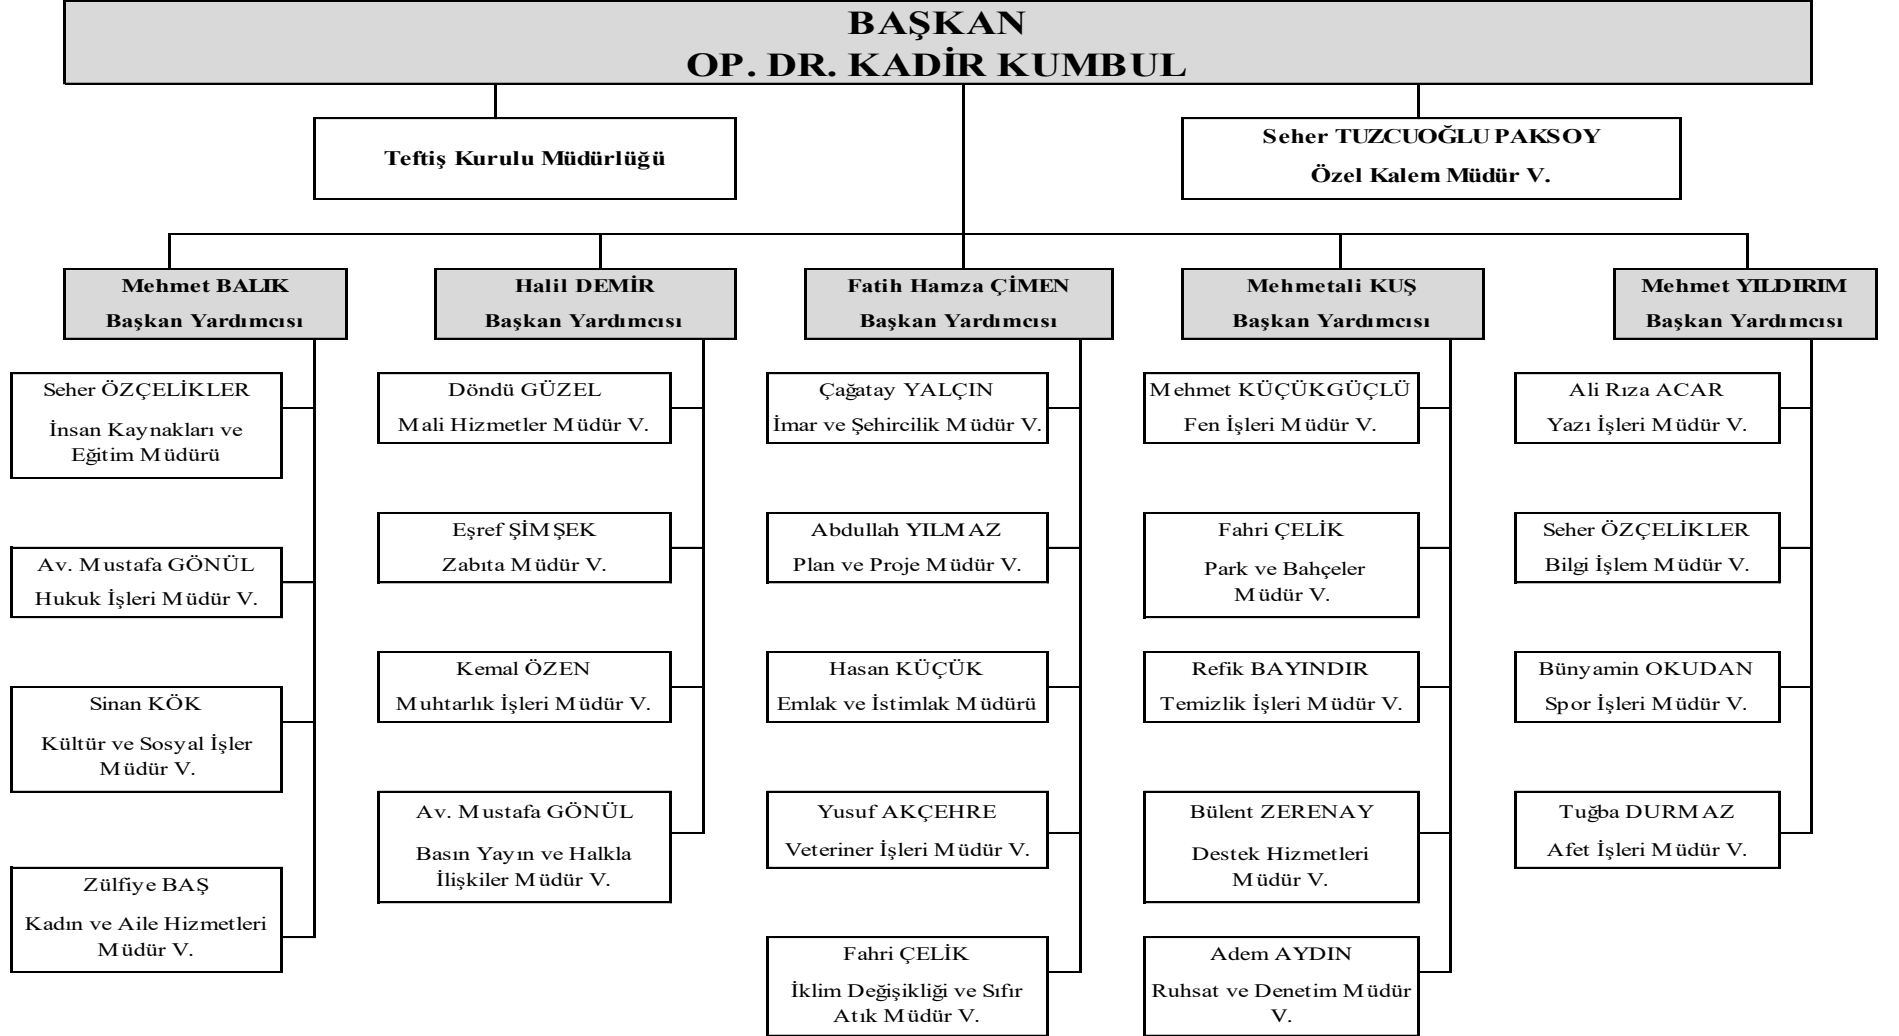 BAŞKAN
OP. DR. KADİR KUMBUL
Teftiş Kurulu Müdürlüğü
Seher TUZCUOĞLU PAKSOY
Özel Kalem Müdür V.
Mehmet BALIK
Başkan Yardımcısı
Seher ÖZÇELİKLER
İnsan Kaynakları ve
Eğitim Müdürü
Av. Mustafa GÖNÜL
Hukuk İşleri Müdür V.
Sinan KÖK
Kültür ve Sosyal İşler
Müdür V.
Zülfiye BAŞ
Kadın ve Aile Hizmetleri
Müdür V.
Halil DEMİR
Başkan Yardımcısı
Döndü GÜZEL
Mali Hizmetler Müdür V.
Eşref ŞİMŞEK
Zabıta Müdür V.
Kemal ÖZEN
Muhtarlık İşleri Müdür V.
Av. Mustafa GÖNÜL
Basın Yayın ve Halkla
İlişkiler Müdür V.
Fatih Hamza ÇİMEN
Başkan Yardımcısı
Çağatay YALÇIN
İmar ve Şehircilik Müdür V.
Abdullah YILMAZ
Plan ve Proje Müdür V.
Hasan KÜÇÜK
Emlak ve İstimlak Müdürü
Yusuf AKÇEHRE
Veteriner İşleri Müdür V.
Fahri ÇELİK
İklim Değişikliği ve Sıfır
Atık Müdür V.
Mehmetali KUŞ
Başkan Yardımcısı
Mehmet KÜÇÜKGÜÇLÜ
Fen İşleri Müdür V.
Fahri ÇELİK
Park ve Bahçeler
Müdür V.
Refik BAYINDIR
Temizlik İşleri Müdür V.
Bülent ZERENAY
Destek Hizmetleri
Müdür V.
Adem AYDIN
Ruhsat ve Denetim Müdür
V.
Mehmet YILDIRIM
Başkan Yardımcısı
Ali Rıza ACAR
Yazı İşleri Müdür V.
Seher ÖZÇELİKLER
Bilgi İşlem Müdür V.
Bünyamin OKUDAN
Spor İşleri Müdür V.
Tuğba DURMAZ
Afet İşleri Müdür V.